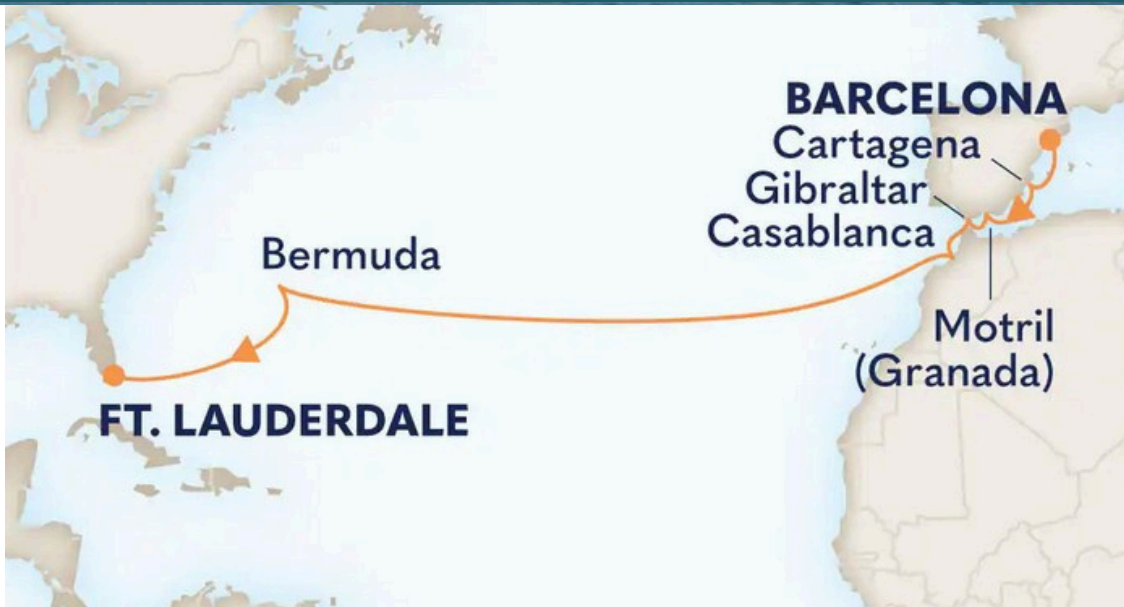 BARCELONA
Cartagena
Gibraltar
Casablanca
Bermuda
Motril
(Granada)
FT. LAUDERDALE